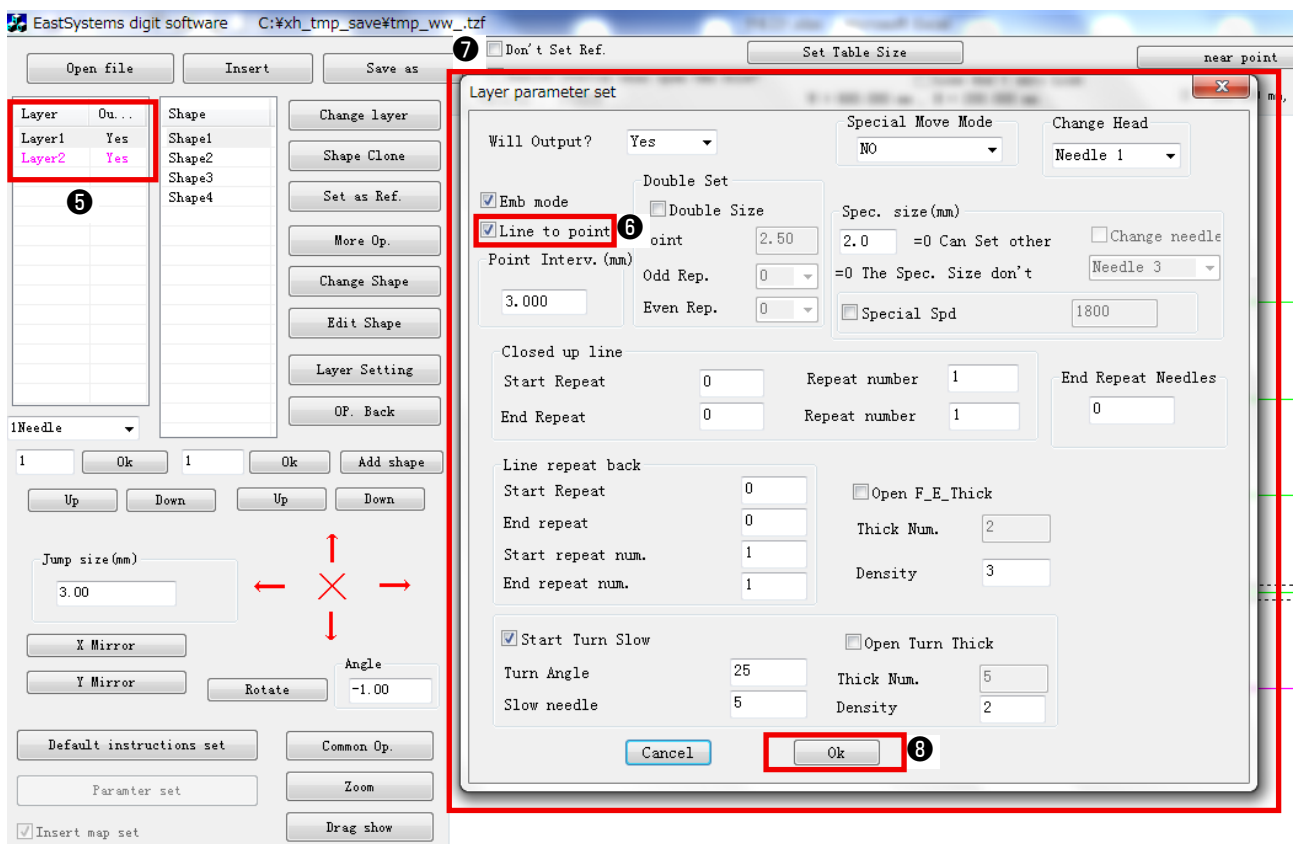 EastSystems digit software C:¥xh_tmp_save¥tmp_ww_.tzf
❼ Don't Set Ref.
Set Table Size
near point
Open file
Insert
Save as
Layer Ou...
Layer1 Yes
Layer2 Yes
❺
Shape
Shape1
Shape2
Shape3
Shape4
Change layer
Shape Clone
Set as Ref.
More Op.
Change Shape
Edit Shape
Layer Setting
OP. Back
1Needle
1 Ok 1 Ok Add shape
Up Down Up Down
Jump size(mm)
3.00
X Mirror
Y Mirror
Rotate
Angle
-1.00
Default instructions set
Common Op.
Paramter set
Zoom
Insert map set
Drag show
Layer parameter set
Will Output? Yes
Special Move Mode
NO
Change Head
Needle 1
Emb mode
Line to point ❻
Point Interv.(mm)
3.000
Double Set
Double Size
oint 2.50
Odd Rep. 0
Even Rep. 0
Spec. size(mm)
2.0 =0 Can Set other
=0 The Spec. Size don't
Change needle
Needle 3
Special Spd 1800
Closed up line
Start Repeat 0 Repeat number 1
End Repeat 0 Repeat number 1
End Repeat Needles
0
Line repeat back
Start Repeat 0
End repeat 0
Start repeat num. 1
End repeat num. 1
Open F_E_Thick
Thick Num. 2
Density 3
Start Turn Slow
Turn Angle 25
Slow needle 5
Open Turn Thick
Thick Num. 5
Density 2
Cancel
Ok ❽